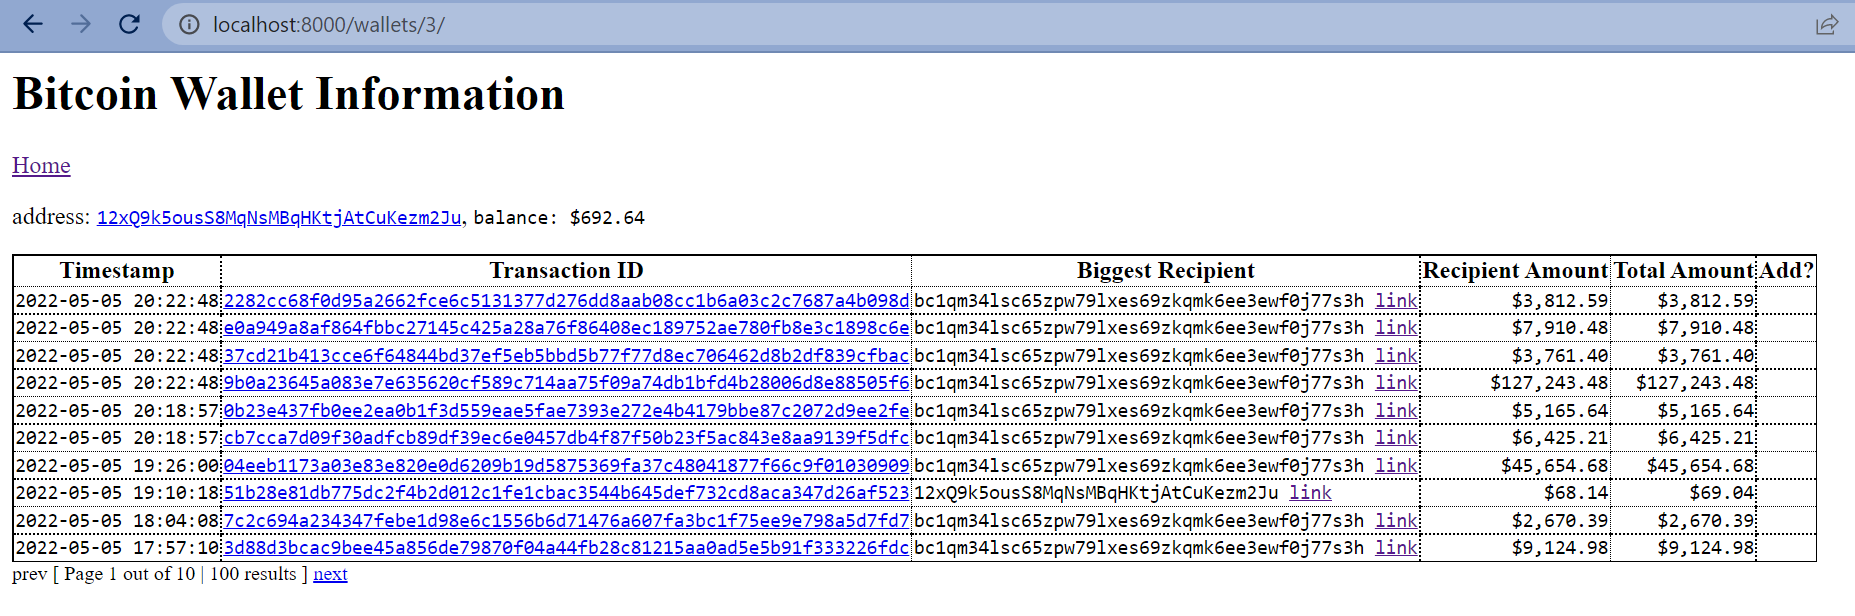 localhost:8000/wallets/3/
Bitcoin Wallet Information
Home
address: 12xQ9k5ousS8MqNsMBqHKtjAtCuKezm2Ju, balance: $692.64
Timestamp Transaction ID Biggest Recipient Recipient Amount Total Amount Add?
2022-05-05 20:22:48 2282cc68f0d95a2662fce6c5131377d276dd8aab08cc1b6a03c2c7687a4b098d bc1qm34lsc65zpw79lxes69zkqmk6ee3ewf0j77s3h link $3,812.59 $3,812.59
2022-05-05 20:22:48 e0a949a8af864fbbc27145c425a28a76f86408ec189752ae780fb8e3c1898c6e bc1qm34lsc65zpw79lxes69zkqmk6ee3ewf0j77s3h link $7,910.48 $7,910.48
2022-05-05 20:22:48 37cd21b413cce6f64844bd37ef5eb5bbd5b77f77d8ec706462d8b2df839cfbac bc1qm34lsc65zpw79lxes69zkqmk6ee3ewf0j77s3h link $3,761.40 $3,761.40
2022-05-05 20:22:48 9b0a23645a083e7e635620cf589c714aa75f09a74db1bfd4b28006d8e88505f6 bc1qm34lsc65zpw79lxes69zkqmk6ee3ewf0j77s3h link $127,243.48 $127,243.48
2022-05-05 20:18:57 0b23e437fb0ee2ea0b1f3d559eae5fae7393e272e4b4179bbe87c2072d9ee2fe bc1qm34lsc65zpw79lxes69zkqmk6ee3ewf0j77s3h link $5,165.64 $5,165.64
2022-05-05 20:18:57 cb7cca7d09f30adfcb89df39ec6e0457db4f87f50b23f5ac843e8aa9139f5dfc bc1qm34lsc65zpw79lxes69zkqmk6ee3ewf0j77s3h link $6,425.21 $6,425.21
2022-05-05 19:26:00 04eeb1173a03e83e820e0d6209b19d5875369fa37c48041877f66c9f01030909 bc1qm34lsc65zpw79lxes69zkqmk6ee3ewf0j77s3h link $45,654.68 $45,654.68
2022-05-05 19:10:18 51b28e81db775dc2f4b2d012c1fe1cbac3544b645def732cd8aca347d26af523 12xQ9k5ousS8MqNsMBqHKtjAtCuKezm2Ju link $68.14 $69.04
2022-05-05 18:04:08 7c2c694a234347febe1d98e6c1556b6d71476a607fa3bc1f75ee9e798a5d7fd7 bc1qm34lsc65zpw79lxes69zkqmk6ee3ewf0j77s3h link $2,670.39 $2,670.39
2022-05-05 17:57:10 3d88d3bcac9bee45a856de79870f04a44fb28c81215aa0ad5e5b91f333226fdc bc1qm34lsc65zpw79lxes69zkqmk6ee3ewf0j77s3h link $9,124.98 $9,124.98
prev [ Page 1 out of 10 | 100 results ] next